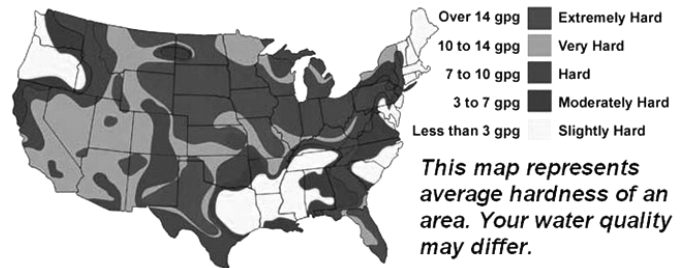 Over 14 gpg Extremely Hard
10 to 14 gpg Very Hard
7 to 10 gpg Hard
3 to 7 gpg Moderately Hard
Less than 3 gpg Slightly Hard
This map represents
average hardness of an
area. Your water quality
may differ.